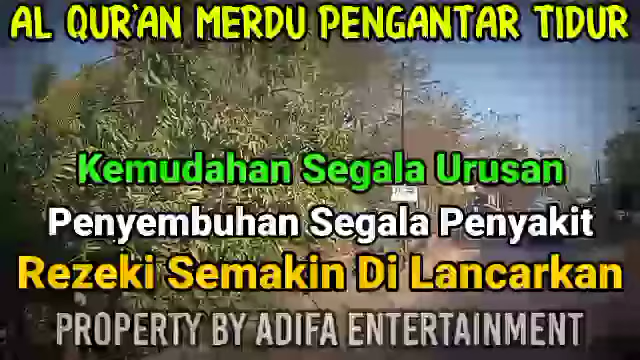 AL QUR'AN MERDU PENGANTAR TIDUR
Kemudahan Segala Urusan
Penyembuhan Segala Penyakit
Rezeki Semakin Di Lancarkan
PROPERTY BY ADIFA ENTERTAINMENT